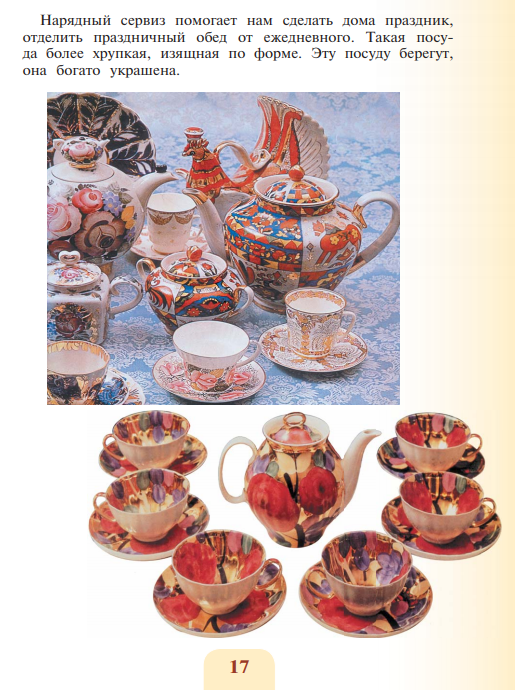 Нарядный сервиз помогает нам сделать дома праздник,
отделить праздничный обед от ежедневного. Такая посу-
да более хрупкая, изящная по форме. Эту посуду берегут,
она богато украшена.
17